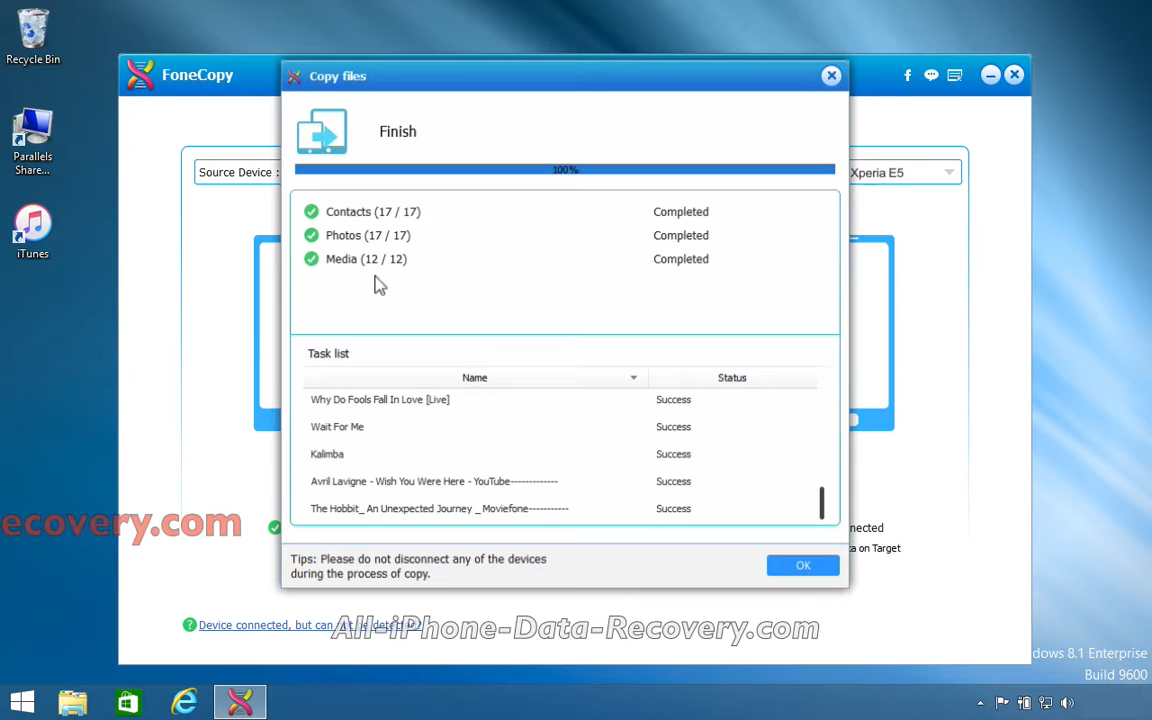 Recycle Bin
Parallels
Share...
iTunes
FoneCopy
Copy files
Finish
100%
Source Device :
Xperia E5
Contacts (17 / 17) Completed
Photos (17 / 17) Completed
Media (12 / 12) Completed
Task list
Name Status
Why Do Fools Fall In Love [Live] Success
Wait For Me Success
Kalimba Success
Avril Lavigne - Wish You Were Here - YouTube------------- Success
The Hobbit_ An Unexpected Journey _ Moviefone----------- Success
ecovery.com
Tips: Please do not disconnect any of the devices
during the process of copy.
OK
Device connected, but can
All-iPhone-Data-Recovery.com
dows 8.1 Enterprise
Build 9600